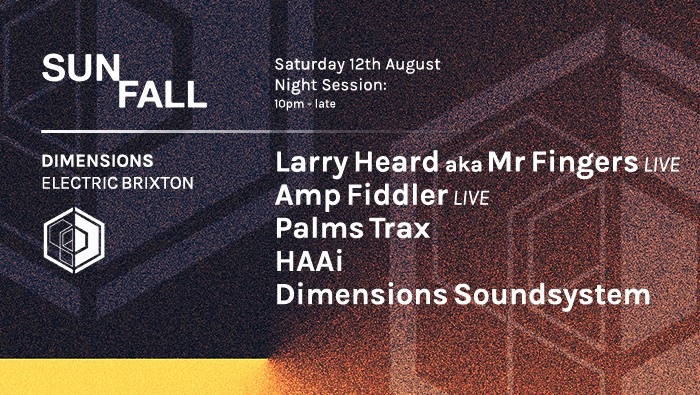 SUN
FALL
Saturday 12th August
Night Session:
10pm - late
DIMENSIONS
ELECTRIC BRIXTON
Larry Heard aka Mr Fingers LIVE
Amp Fiddler LIVE
Palms Trax
HAAi
Dimensions Soundsystem